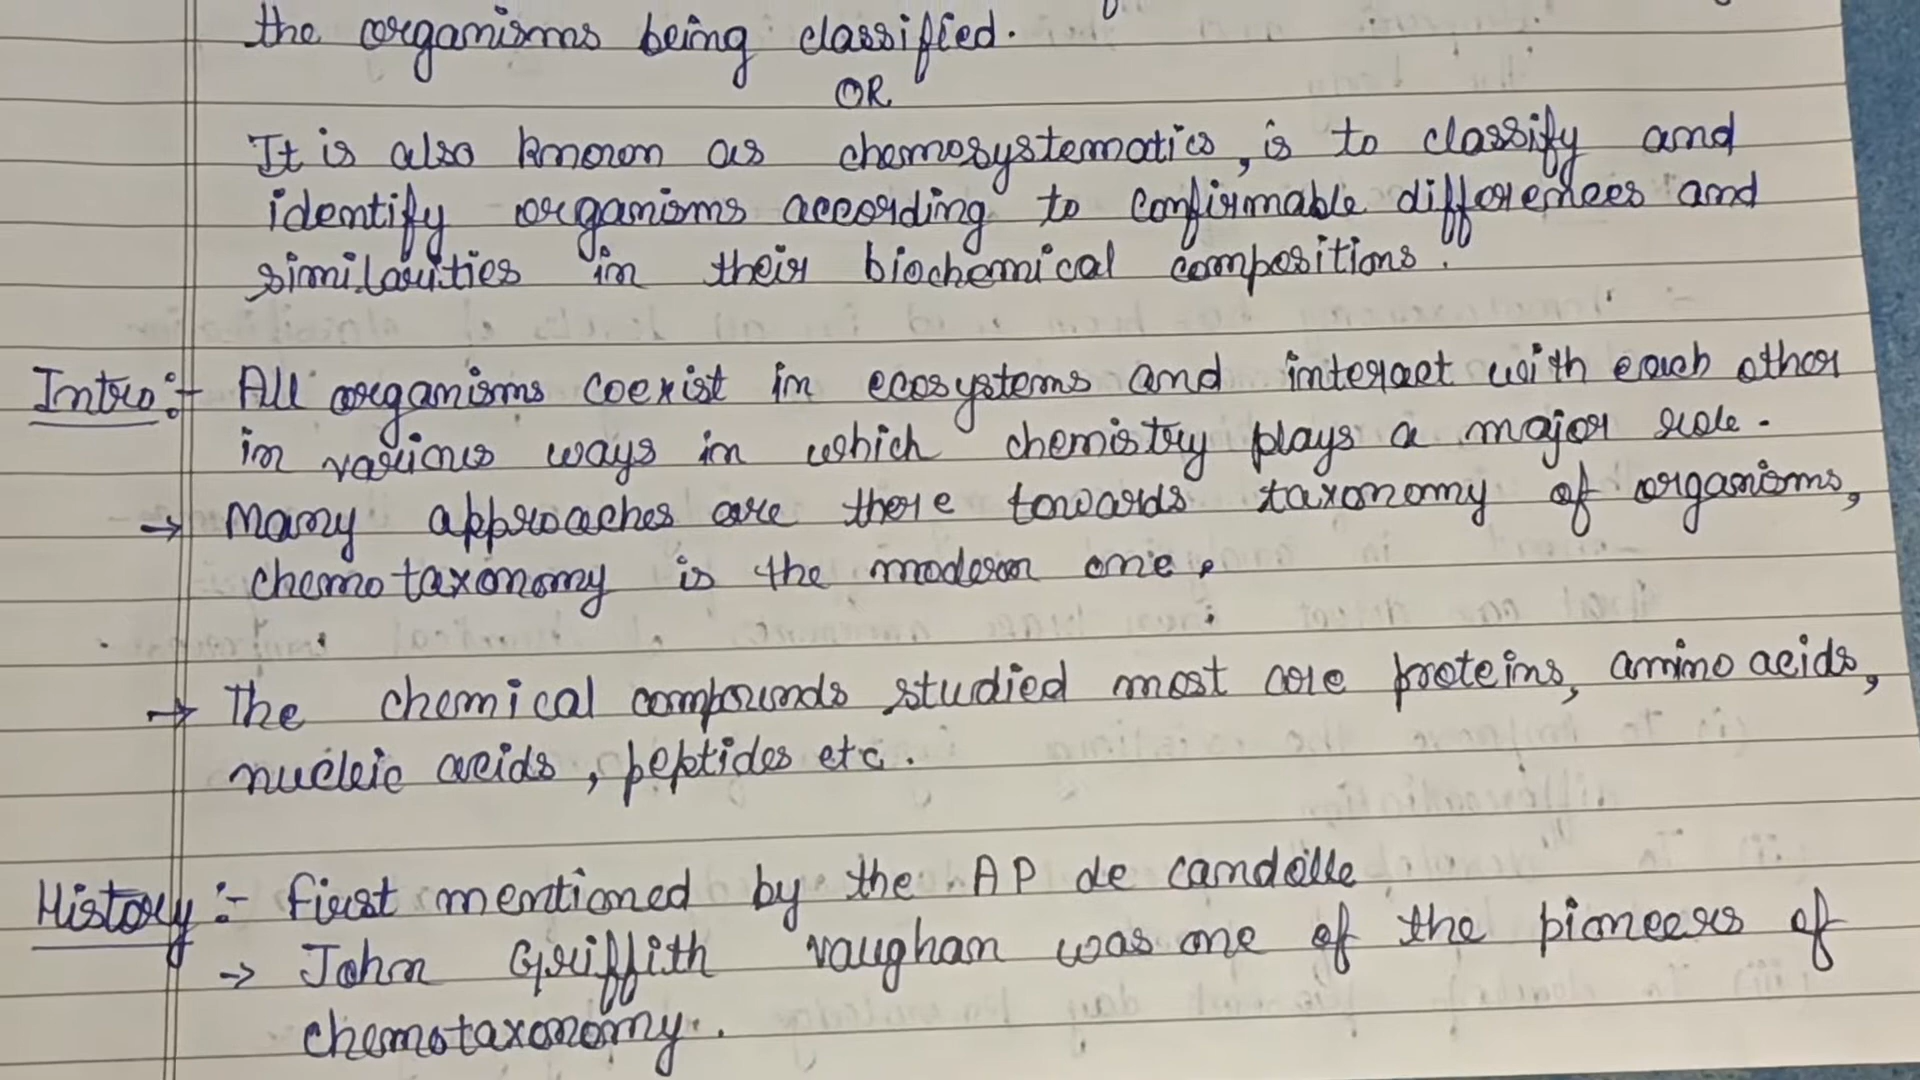 the organisms being classified.
OR
It is also known as chemosystematics, is to classify and
identify organisms according to confirmable differences and
similarities in their biochemical compositions.
Intro:- All organisms coexist in ecosystems and interact with each other
in various ways in which chemistry plays a major role.
→ Many approaches are there towards taxonomy of organisms,
chemotaxonomy is the modern one.
→ The chemical compounds studied most are proteins, amino acids,
nucleic acids, peptides etc.
History:- first mentioned by the AP de candolle
→ John Griffith vaughan was one of the pioneers of
chemotaxonomy.